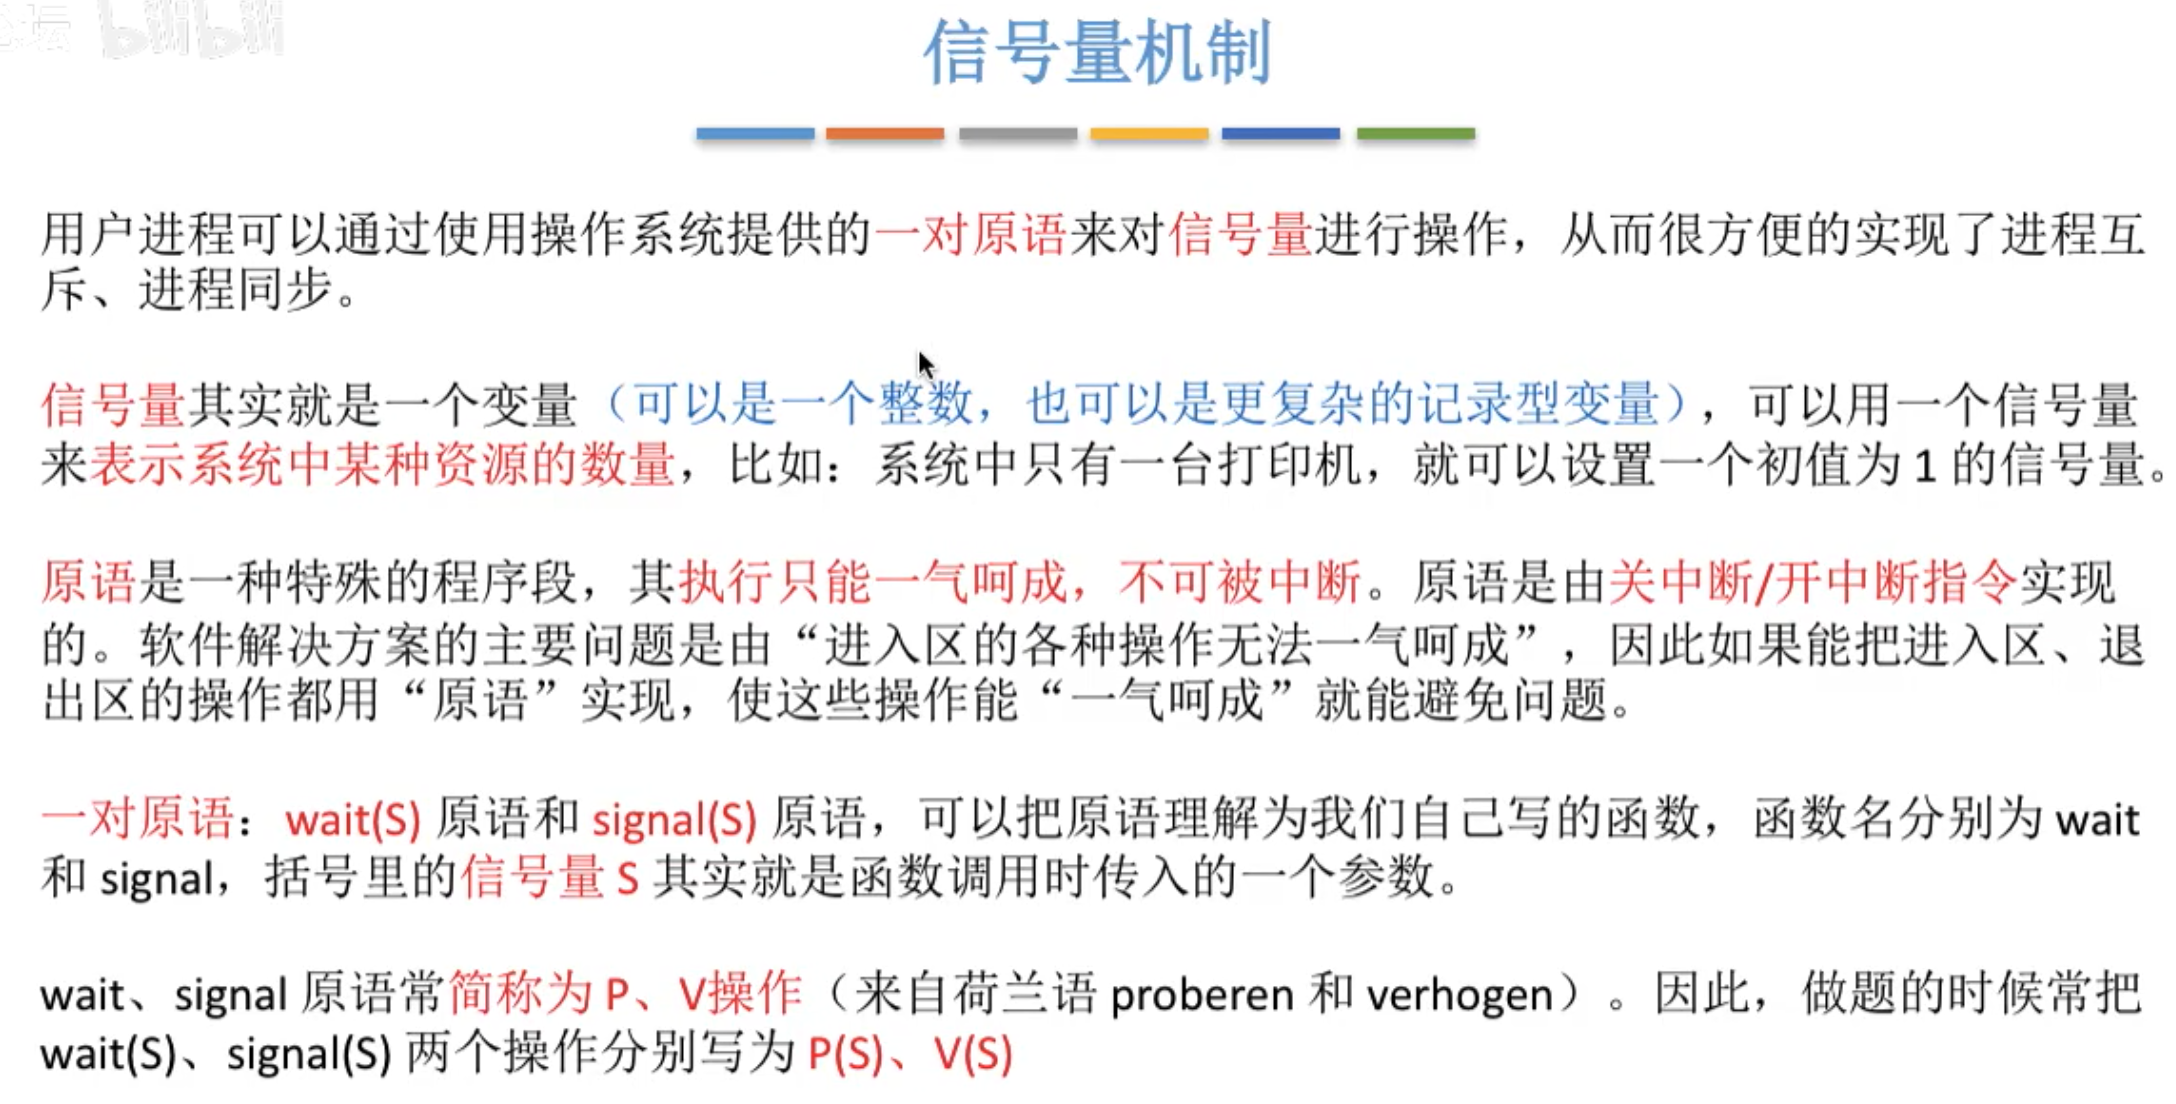 坛 bilibili
信号量机制
用户进程可以通过使用操作系统提供的一对原语来对信号量进行操作，从而很方便的实现了进程互
斥、进程同步。
信号量其实就是一个变量（可以是一个整数，也可以是更复杂的记录型变量），可以用一个信号量
来表示系统中某种资源的数量，比如：系统中只有一台打印机，就可以设置一个初值为 1 的信号量。
原语是一种特殊的程序段，其执行只能一气呵成，不可被中断。原语是由关中断/开中断指令实现
的。软件解决方案的主要问题是由“进入区的各种操作无法一气呵成”，因此如果能把进入区、退
出区的操作都用“原语”实现，使这些操作能“一气呵成”就能避免问题。
一对原语：wait(S) 原语和 signal(S) 原语，可以把原语理解为我们自己写的函数，函数名分别为 wait
和 signal，括号里的信号量 S 其实就是函数调用时传入的一个参数。
wait、signal 原语常简称为 P、V操作（来自荷兰语 proberen 和 verhogen）。因此，做题的时候常把
wait(S)、signal(S) 两个操作分别写为 P(S)、V(S)